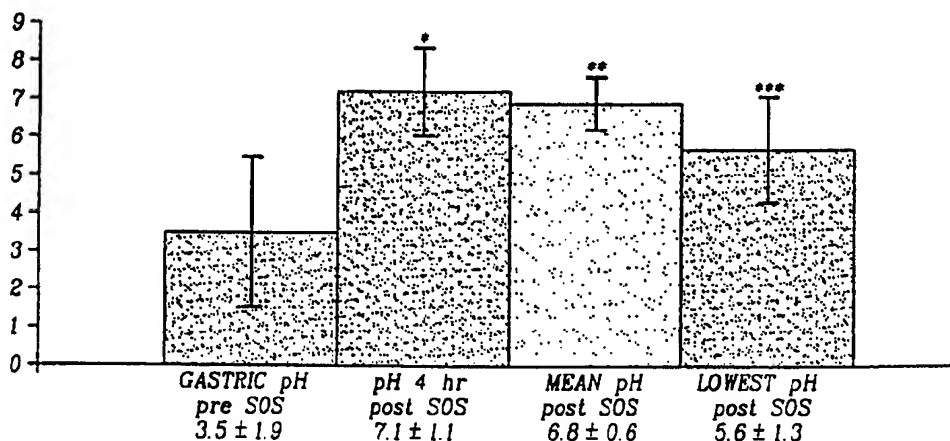 9
8
7
6
5
4
3
2
1
0
*
**
***
GASTRIC pH
pre SOS
3.5 ± 1.9
pH 4 hr
post SOS
7.1 ± 1.1
MEAN pH
post SOS
6.8 ± 0.6
LOWEST pH
post SOS
5.6 ± 1.3